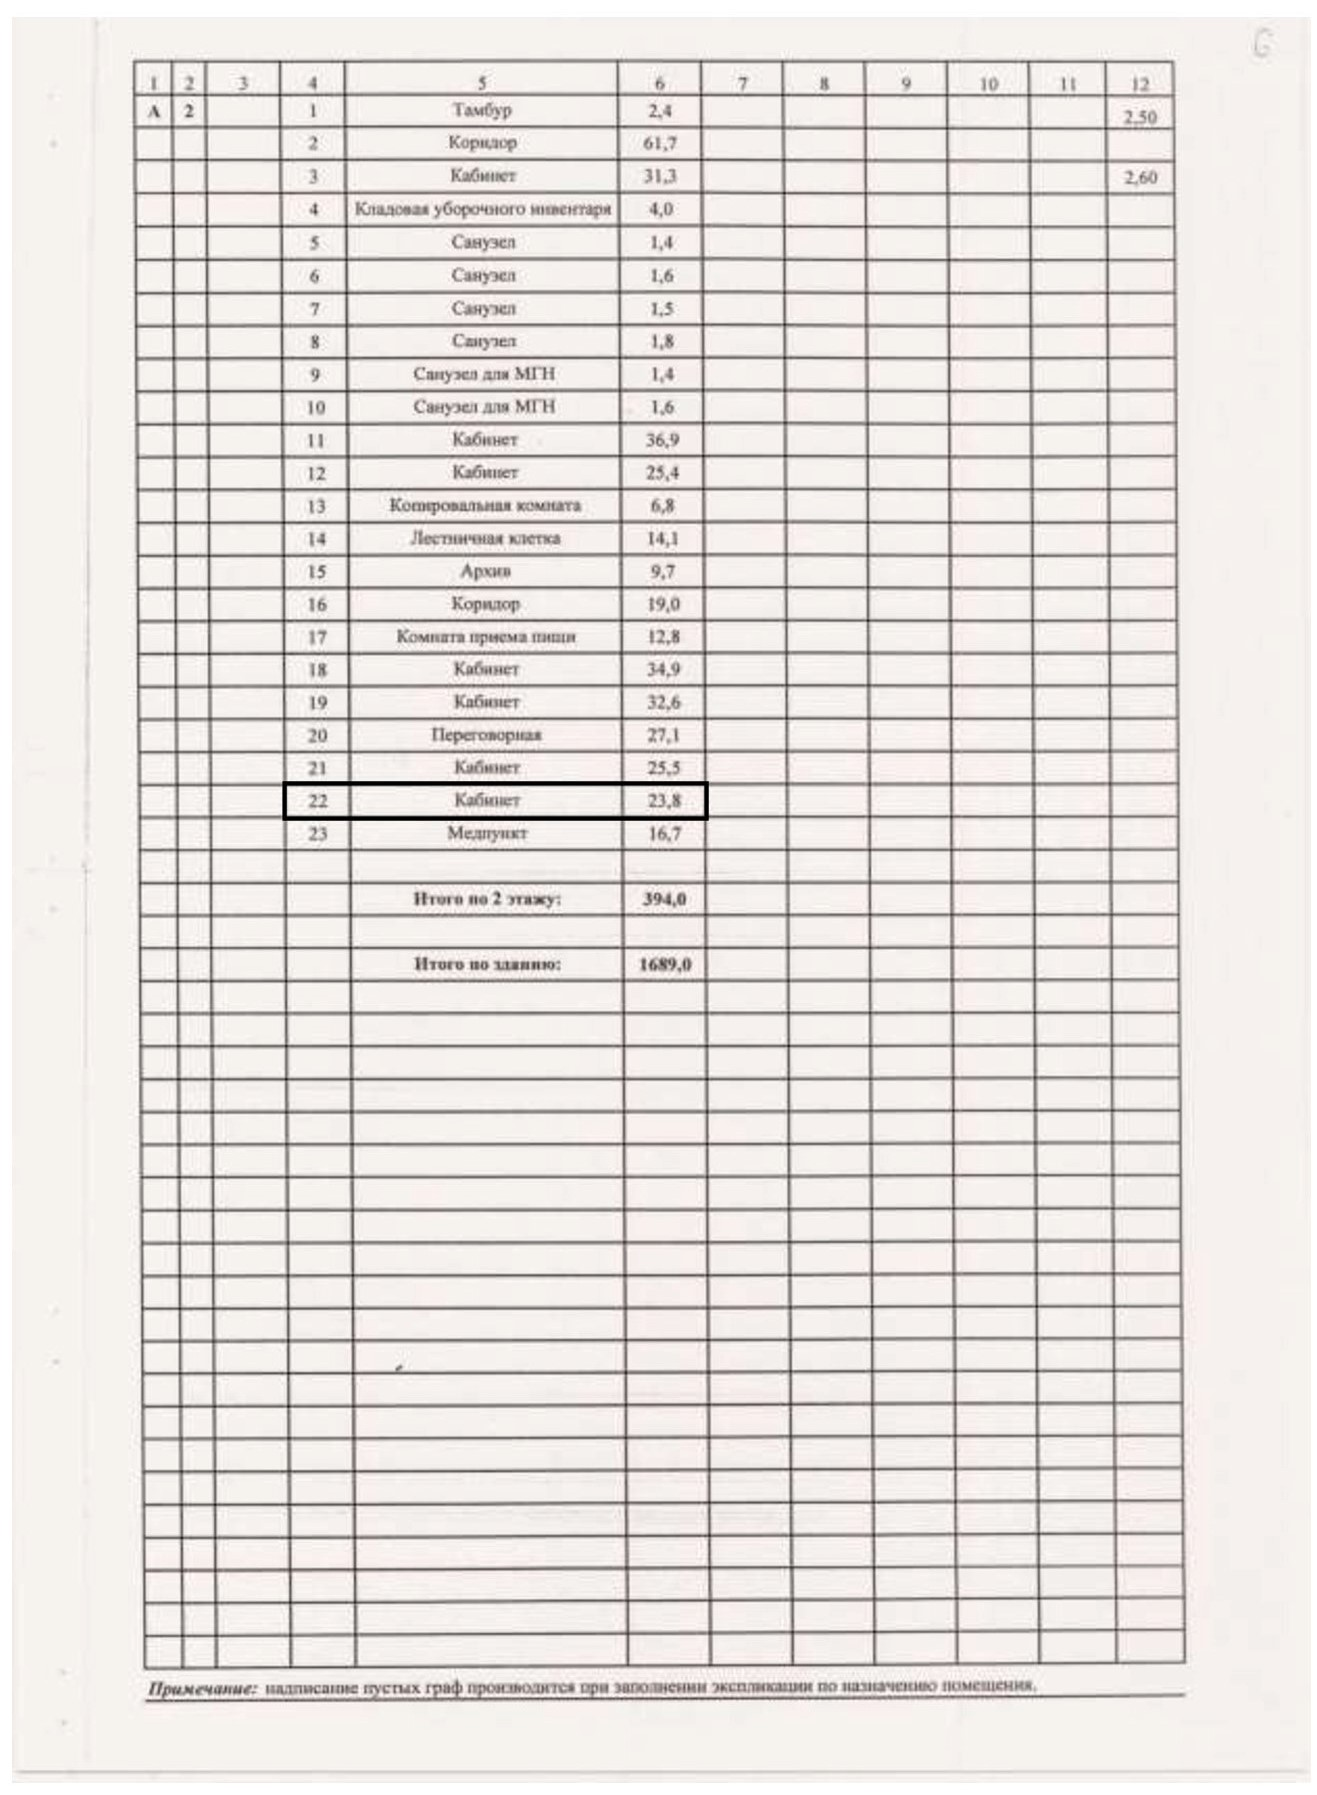 6
1 2 3 4 5 6 7 8 9 10 11 12
А 2 1 Тамбур 2,4 2,50
2 Коридор 61,7
3 Кабинет 31,3 2,60
4 Кладовая уборочного инвентаря 4,0
5 Санузел 1,4
6 Санузел 1,6
7 Санузел 1,5
8 Санузел 1,8
9 Санузел для МГН 1,4
10 Санузел для МГН 1,6
11 Кабинет 36,9
12 Кабинет 25,4
13 Копировальная комната 6,8
14 Лестничная клетка 14,1
15 Архив 9,7
16 Коридор 19,0
17 Комната приема пищи 12,8
18 Кабинет 34,9
19 Кабинет 32,6
20 Переговорная 27,1
21 Кабинет 25,5
22 Кабинет 23,8
23 Медпункт 16,7
Итого по 2 этажу: 394,0
Итого по зданию: 1689,0
Примечание: надписание пустых граф производится при заполнении экспликации по назначению помещения.